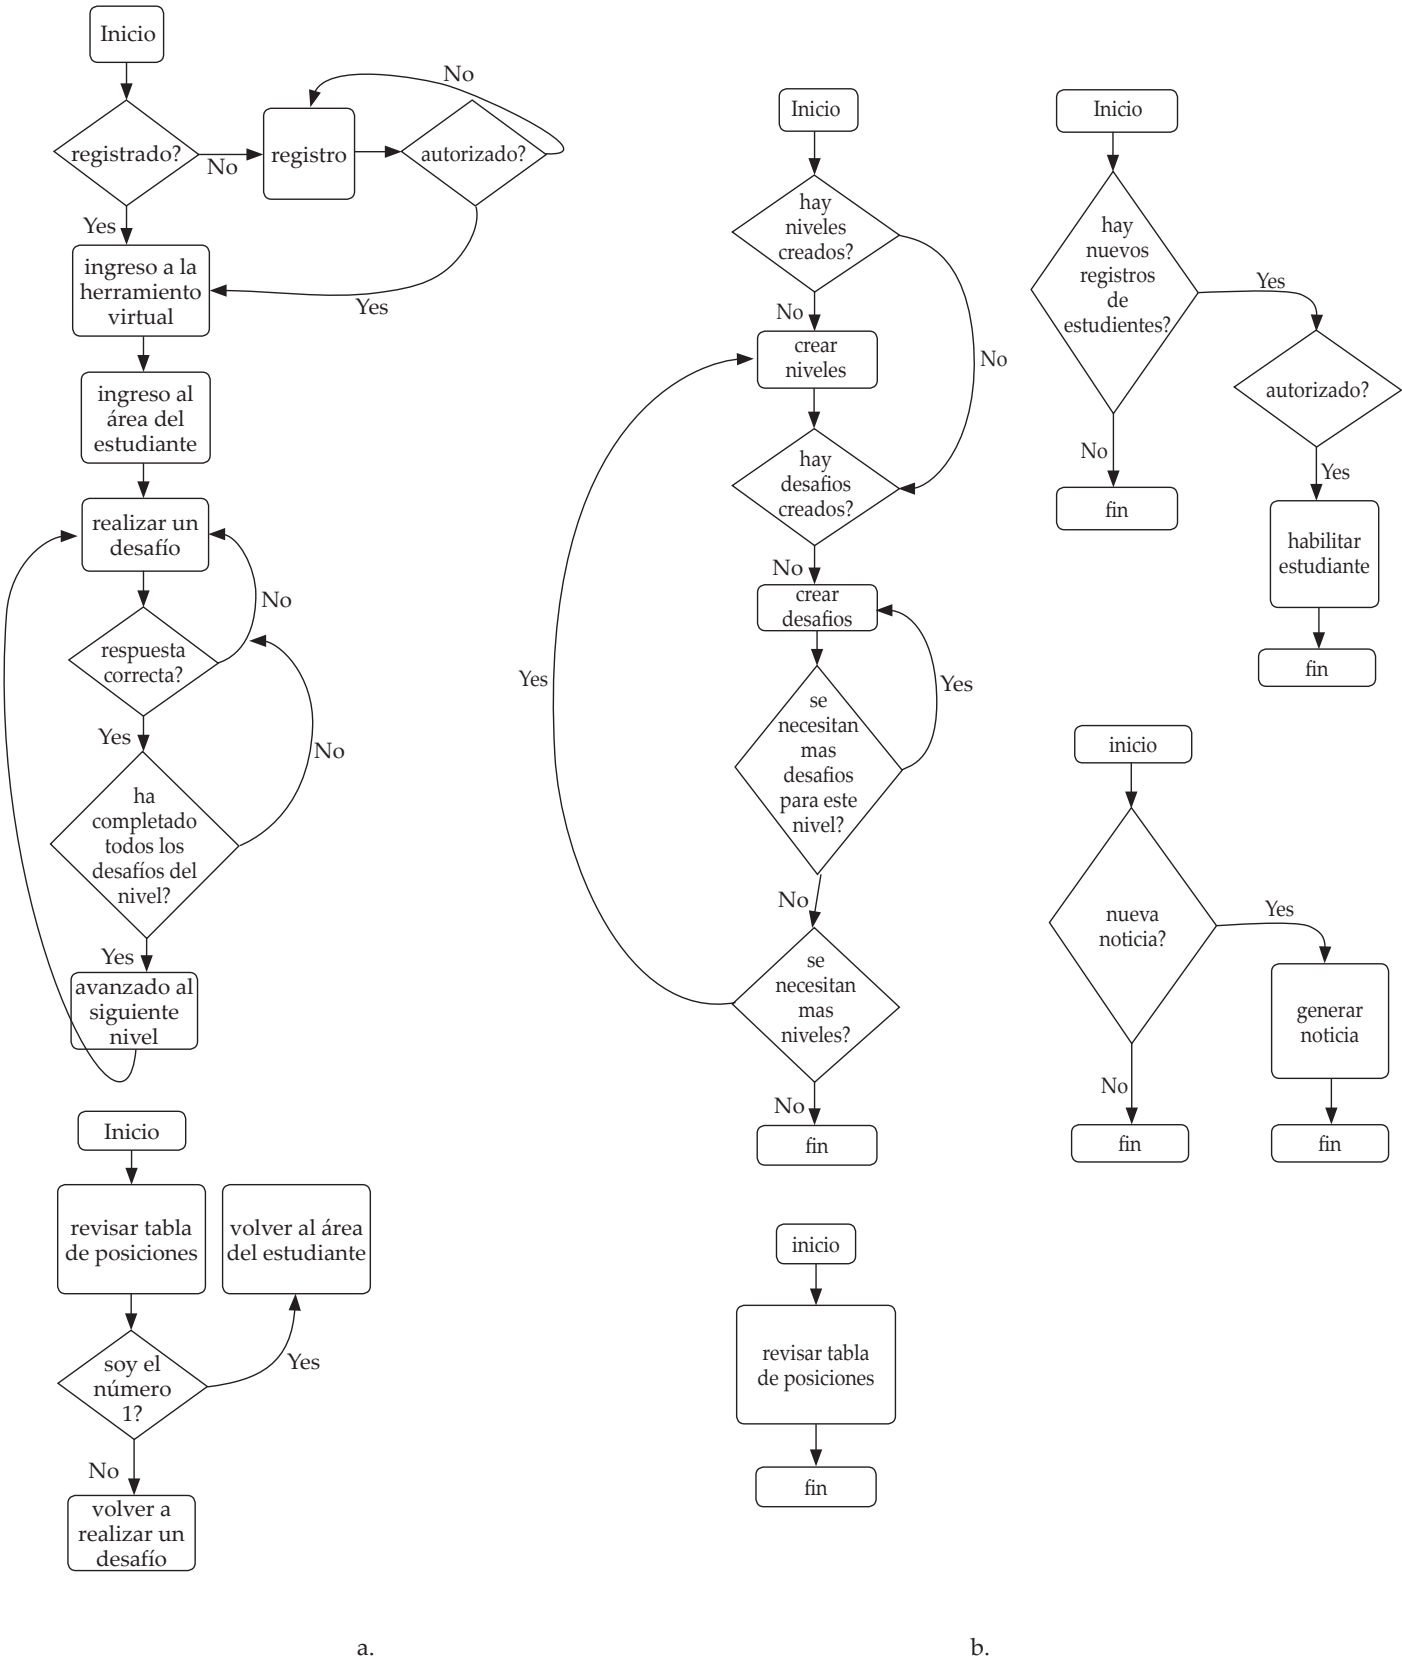 Inicio
registrado?
No
registro
autorizado?
No
Yes
Yes
ingreso a la
herramiento
virtual
ingreso al
área del
estudiante
realizar un
desafío
No
respuesta
correcta?
Yes
No
ha
completado
todos los
desafíos del
nivel?
Yes
avanzado al
siguiente
nivel
Inicio
revisar tabla
de posiciones
volver al área
del estudiante
soy el
número
1?
Yes
No
volver a
realizar un
desafío
a.
Inicio
hay
niveles
creados?
No
No
crear
niveles
hay
desafios
creados?
No
crear
desafios
Yes
Yes
se
necesitan
mas
desafios
para este
nivel?
No
se
necesitan
mas
niveles?
No
fin
inicio
revisar tabla
de posiciones
fin
Inicio
hay
nuevos
registros
de
estudientes?
Yes
autorizado?
No
fin
Yes
habilitar
estudiante
fin
inicio
nueva
noticia?
Yes
generar
noticia
No
fin
fin
b.